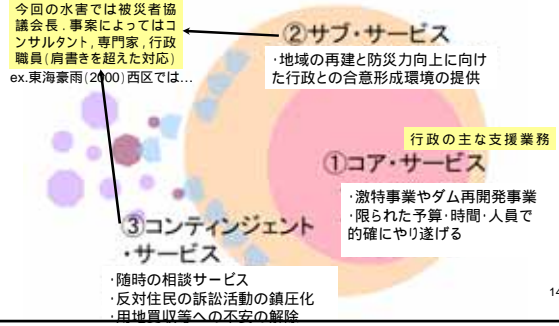 今回の水害では被災者協
議会長．事案によってはコ
ンサルタント，専門家，行政
職員（肩書きを超えた対応）
ex.東海豪雨(2000)西区では…
②サブ・サービス
・地域の再建と防災力向上に向け
た行政との合意形成環境の提供
行政の主な支援業務
①コア・サービス
・激特事業やダム再開発事業
・限られた予算・時間・人員で
的確にやり遂げる
③コンティンジェント
・サービス
・随時の相談サービス
・反対住民の訴訟活動の鎮圧化
・用地買収等への不安の解除
14